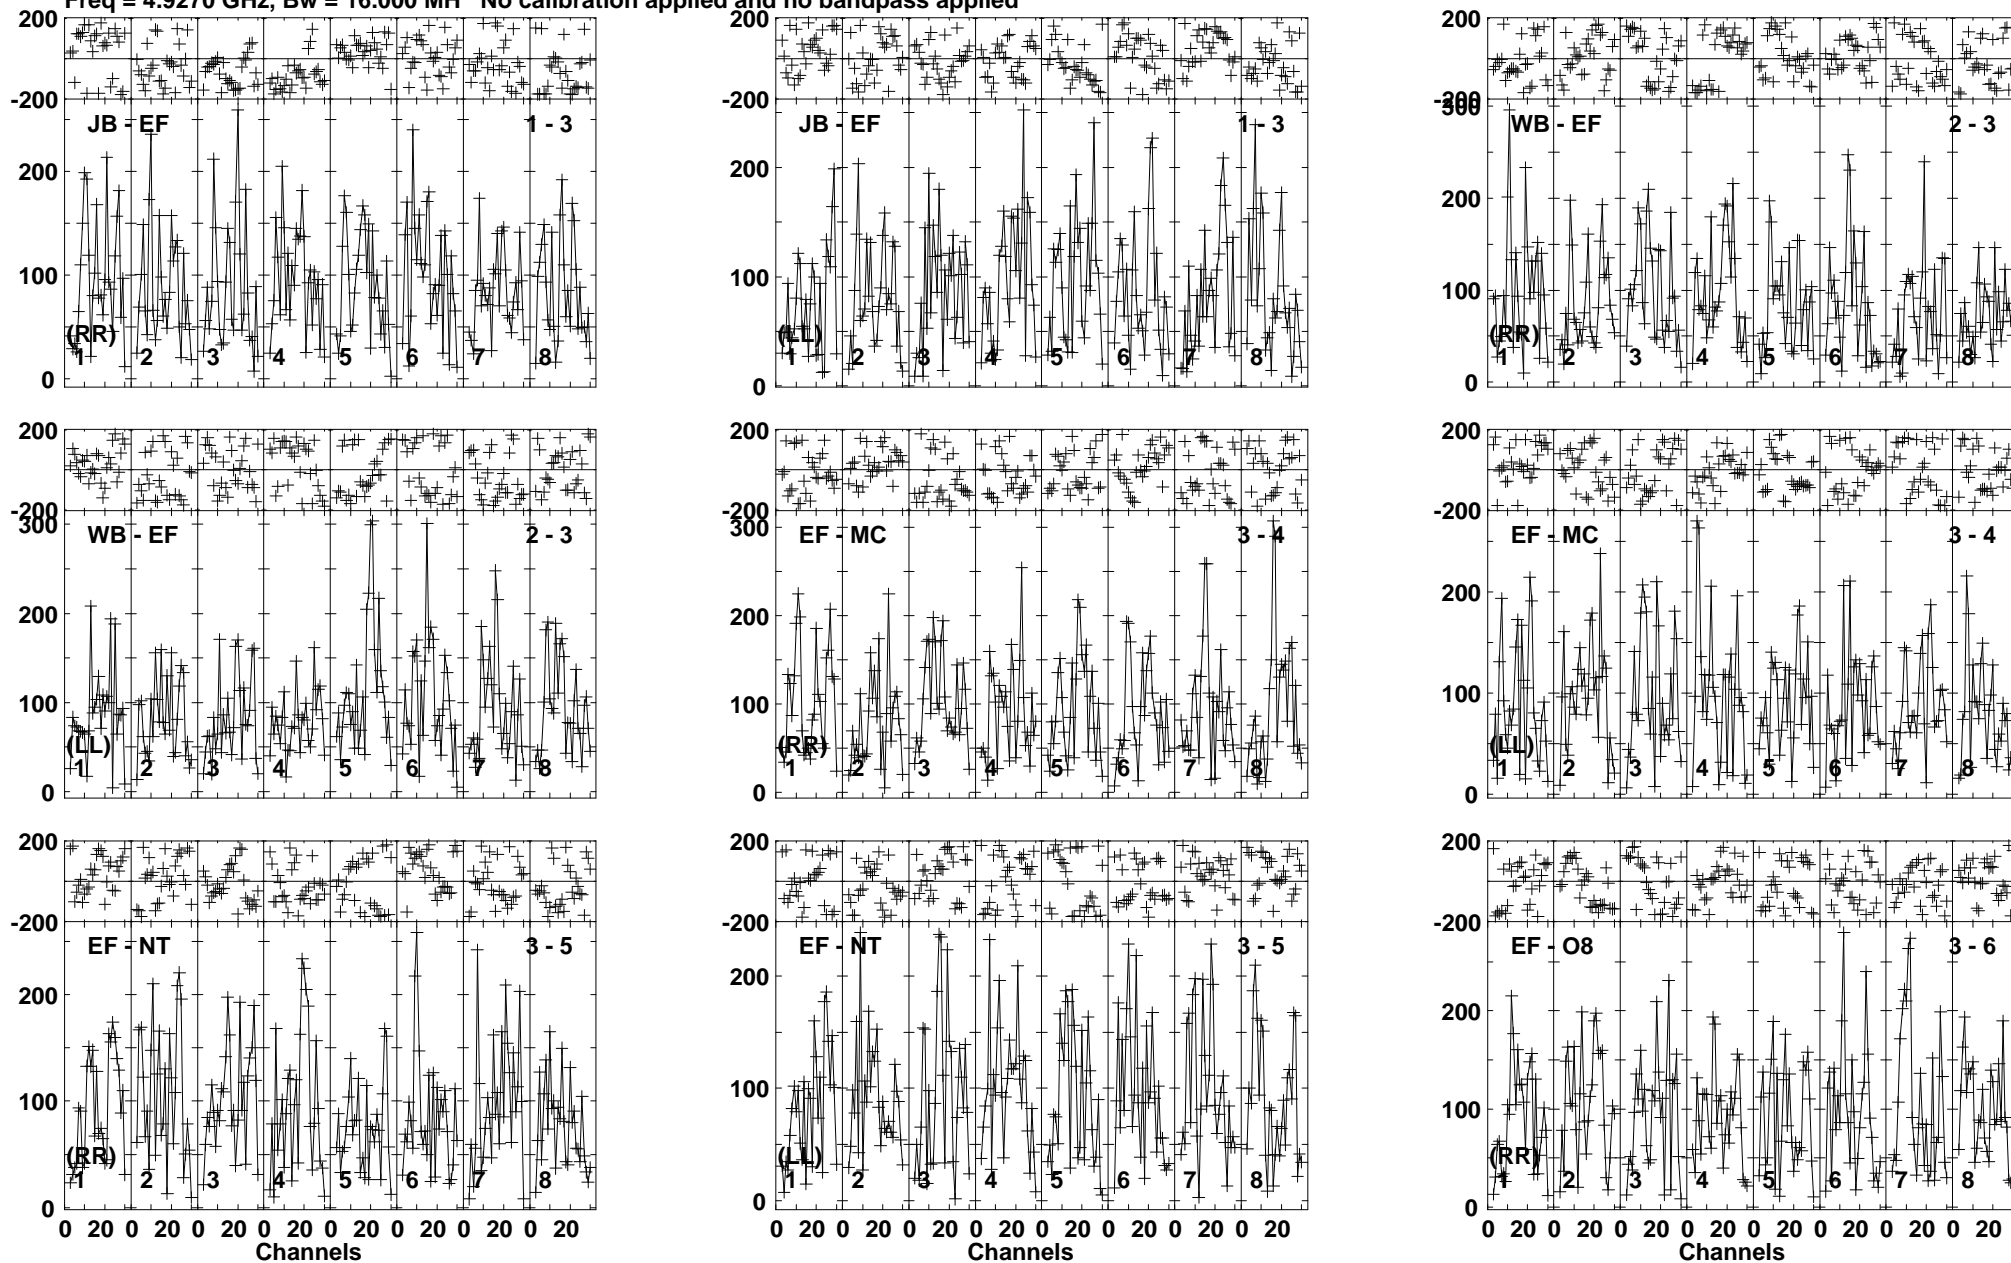 Freq = 4.9270 GHz, Bw = 16.000 MH No calibration applied and no bandpass applied
200 200 200
-200 -200 -200
JB - EF 1 - 3 JB - EF 1 - 3 300 WB - EF 2 - 3
200 200 200
100 100 100
(RR) (LL) (RR)
1 2 3 4 5 6 7 8 1 2 3 4 5 6 7 8 1 2 3 4 5 6 7 8
0 0 0
200 200 200
-200 -200 -200
300 WB - EF 2 - 3 300 EF - MC 3 - 4 EF - MC 3 - 4
200 200 200
100 100 100
(LL) (RR) (LL)
1 2 3 4 5 6 7 8 1 2 3 4 5 6 7 8 1 2 3 4 5 6 7 8
0 0 0
200 200 200
-200 -200 -200
EF - NT 3 - 5 EF - NT 3 - 5 EF - O8 3 - 6
200 200 200
100 100 100
(RR) (LL) (RR)
1 2 3 4 5 6 7 8 1 2 3 4 5 6 7 8 1 2 3 4 5 6 7 8
0 0 0
0 20 0 20 0 20 0 20 0 20 0 20 0 20 0 20 0 20 0 20 0 20 0 20 0 20 0 20 0 20 0 20 0 20 0 20 0 20 0 20 0 20 0 20 0 20 0 20
Channels Channels Channels